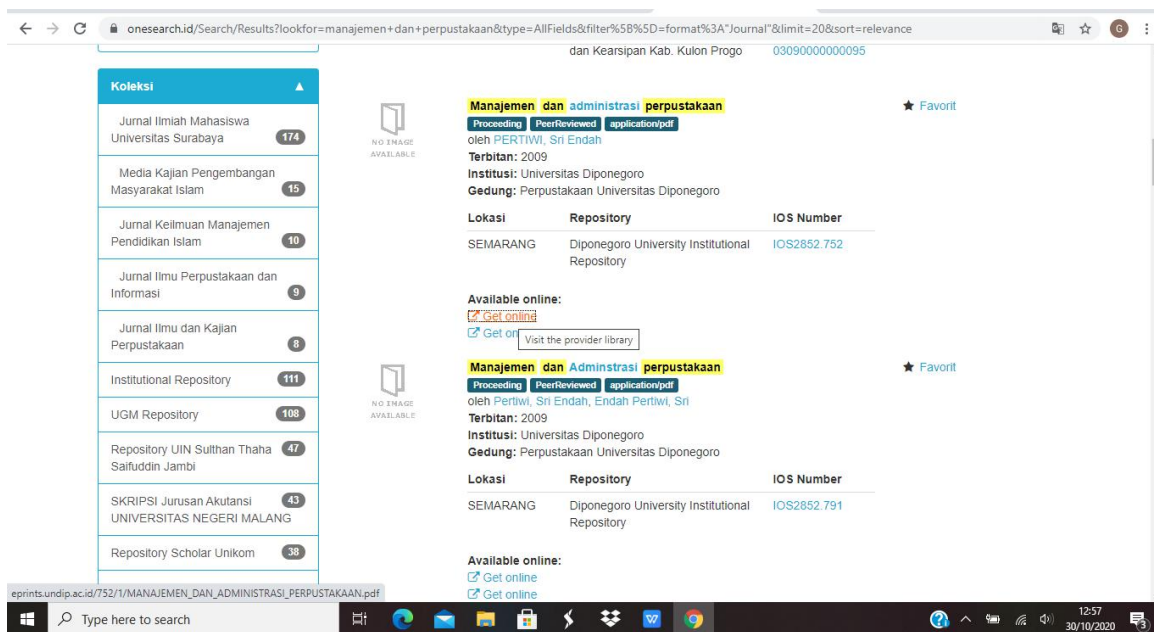 onesearch.id/Search/Results?lookfor=manajemen+dan+perpustakaan&type=AllFields&filter%5B%5D=format%3A"Journal"&limit=20&sort=relevance
G
dan Kearsipan Kab. Kulon Progo
03090000000095
Koleksi
Jurnal Ilmiah Mahasiswa
Universitas Surabaya
174
Media Kajian Pengembangan
Masyarakat Islam
15
Jurnal Keilmuan Manajemen
Pendidikan Islam
10
Jurnal Ilmu Perpustakaan dan
Informasi
9
Jurnal Ilmu dan Kajian
Perpustakaan
8
Institutional Repository
111
UGM Repository
108
Repository UIN Sulthan Thaha
Saifuddin Jambi
47
SKRIPSI Jurusan Akutansi
UNIVERSITAS NEGERI MALANG
43
Repository Scholar Unikom
38
NO IMAGE
AVAILABLE
Manajemen dan administrasi perpustakaan
Favorit
Proceeding PeerReviewed application/pdf
oleh PERTIWI, Sri Endah
Terbitan: 2009
Institusi: Universitas Diponegoro
Gedung: Perpustakaan Universitas Diponegoro
Lokasi Repository IOS Number
SEMARANG Diponegoro University Institutional IOS2852.752
Repository
Available online:
Get online
Get on
Visit the provider library
NO IMAGE
AVAILABLE
Manajemen dan Adminstrasi perpustakaan
Favorit
Proceeding PeerReviewed application/pdf
oleh Pertiwi, Sri Endah, Endah Pertiwi, Sri
Terbitan: 2009
Institusi: Universitas Diponegoro
Gedung: Perpustakaan Universitas Diponegoro
Lokasi Repository IOS Number
SEMARANG Diponegoro University Institutional IOS2852.791
Repository
Available online:
Get online
Get online
eprints.undip.ac.id/752/1/MANAJEMEN_DAN_ADMINISTRASI_PERPUSTAKAAN.pdf
Type here to search
W
12:57
30/10/2020
3